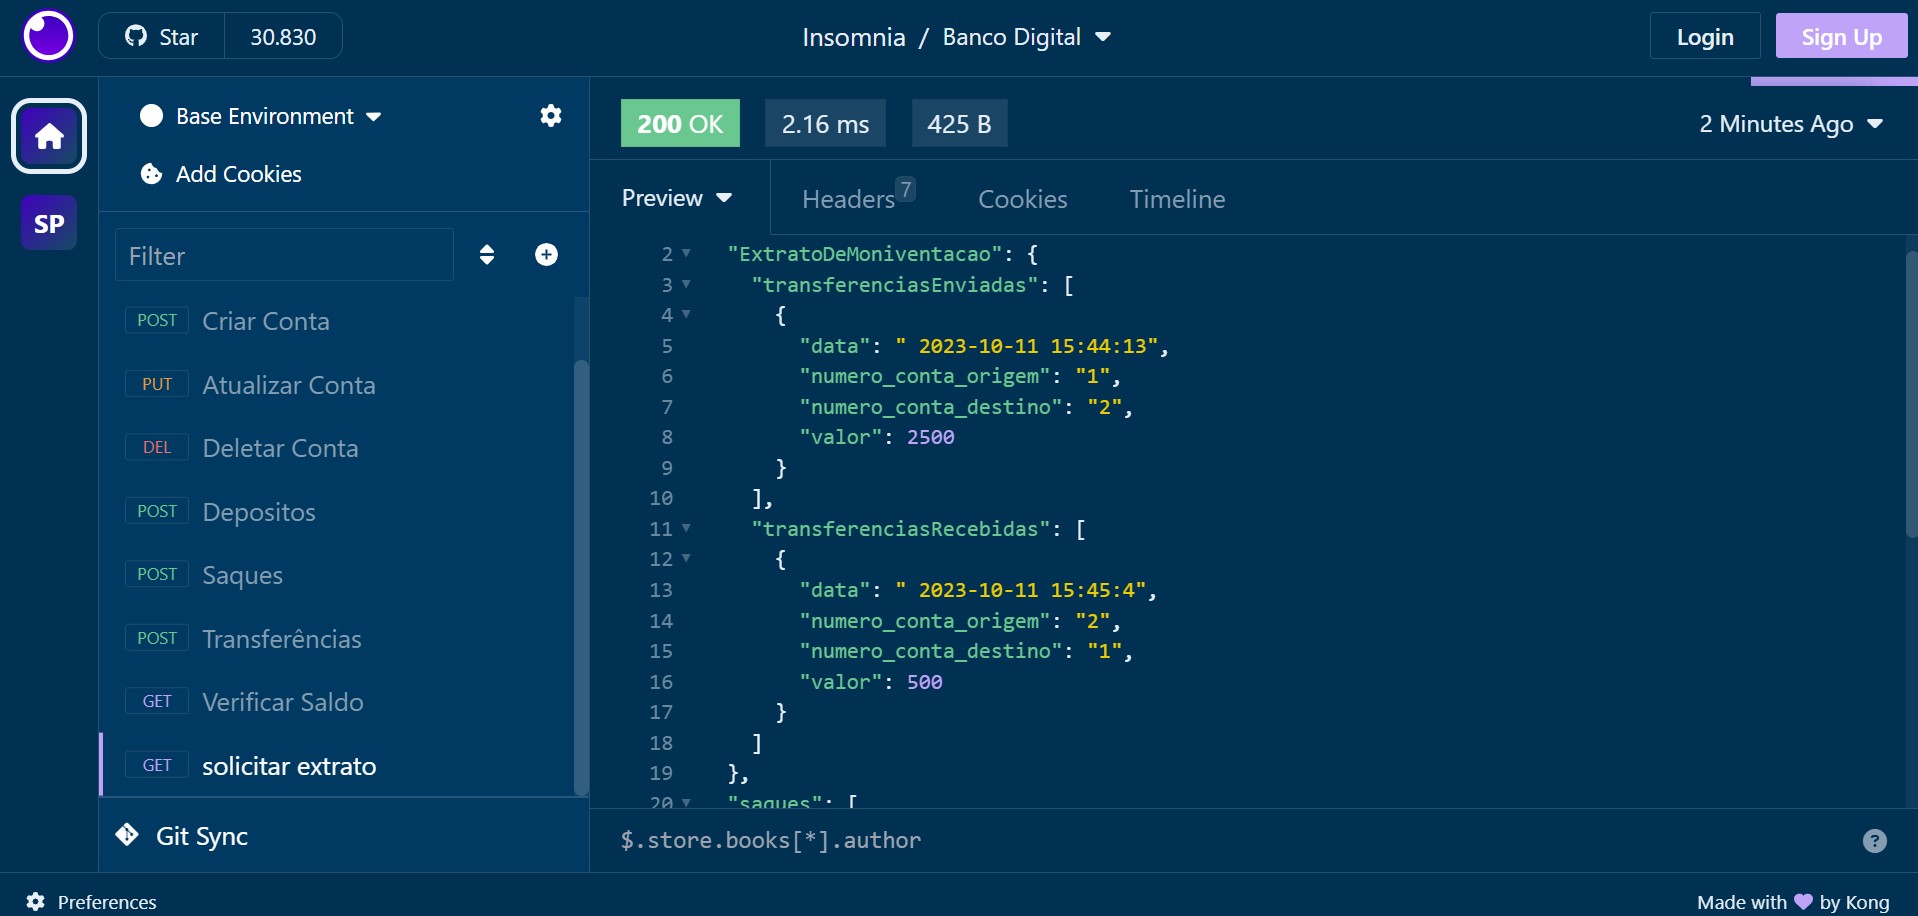 Star 30.830
Insomnia / Banco Digital
Login
Sign Up
SP
Base Environment
Add Cookies
Filter
POST Criar Conta
PUT Atualizar Conta
DEL Deletar Conta
POST Depositos
POST Saques
POST Transferências
GET Verificar Saldo
GET solicitar extrato
Git Sync
200 OK 2.16 ms 425 B
2 Minutes Ago
Preview Headers 7 Cookies Timeline
2 "ExtratoDeMoniventacao": {
3 "transferenciasEnviadas": [
4 {
5 "data": " 2023-10-11 15:44:13",
6 "numero_conta_origem": "1",
7 "numero_conta_destino": "2",
8 "valor": 2500
9 }
10 ],
11 "transferenciasRecebidas": [
12 {
13 "data": " 2023-10-11 15:45:4",
14 "numero_conta_origem": "2",
15 "numero_conta_destino": "1",
16 "valor": 500
17 }
18 ]
19 },
20 "saques": [
$.store.books[*].author
?
Preferences
Made with 💜 by Kong